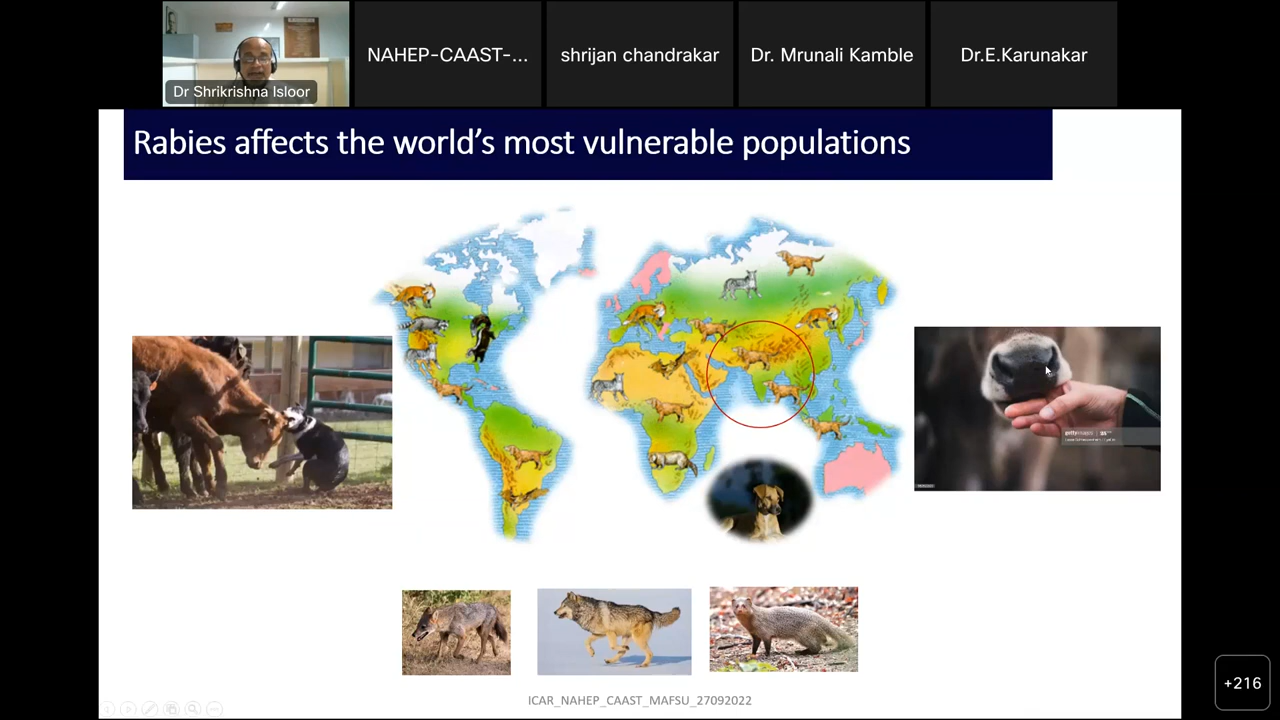 NAHEP-CAAST-...
shrijan chandrakar
Dr. Mrunali Kamble
Dr.E.Karunakar
Dr Shrikrishna Isloor
Rabies affects the world's most vulnerable populations
gettyimages
ICAR_NAHEP_CAAST_MAFSU_27092022
+216